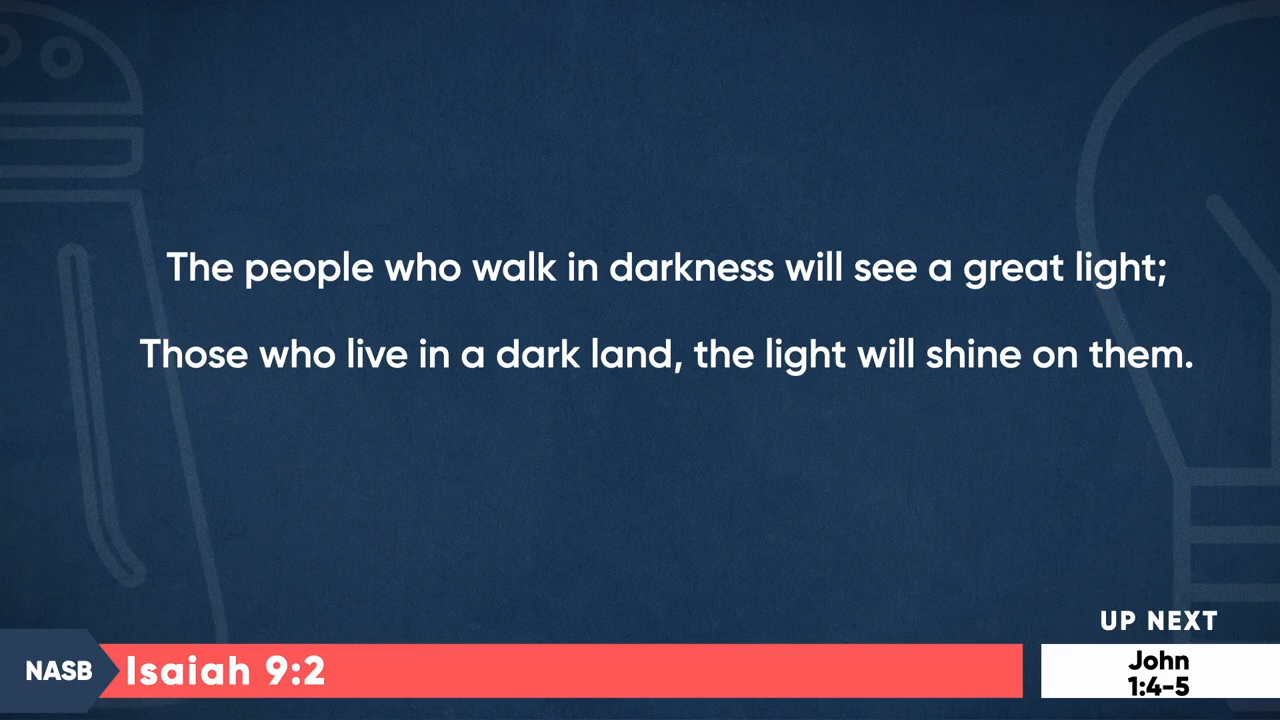 The people who walk in darkness will see a great light;
Those who live in a dark land, the light will shine on them.
UP NEXT
NASB
Isaiah 9:2
John
1:4-5